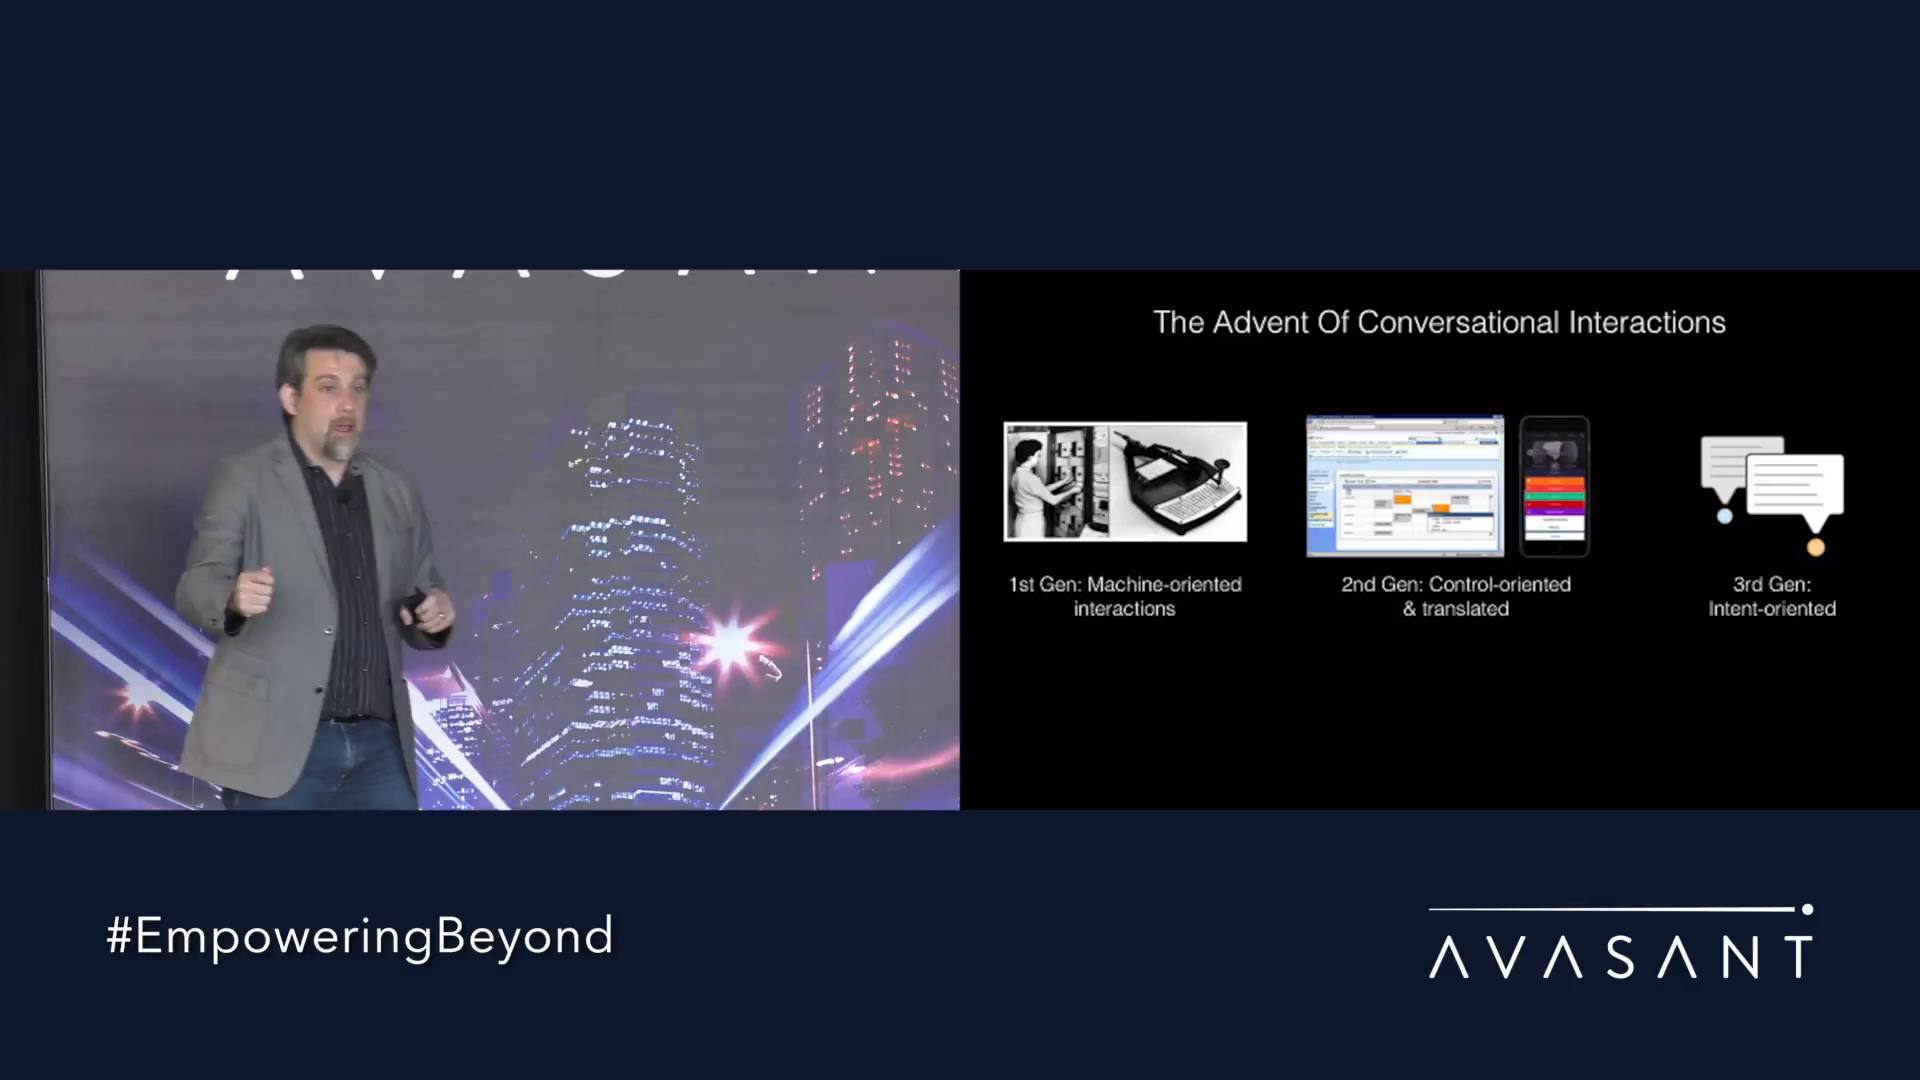 The Advent Of Conversational Interactions
1st Gen: Machine-oriented
interactions
2nd Gen: Control-oriented
& translated
3rd Gen:
Intent-oriented
#EmpoweringBeyond
AVASANT